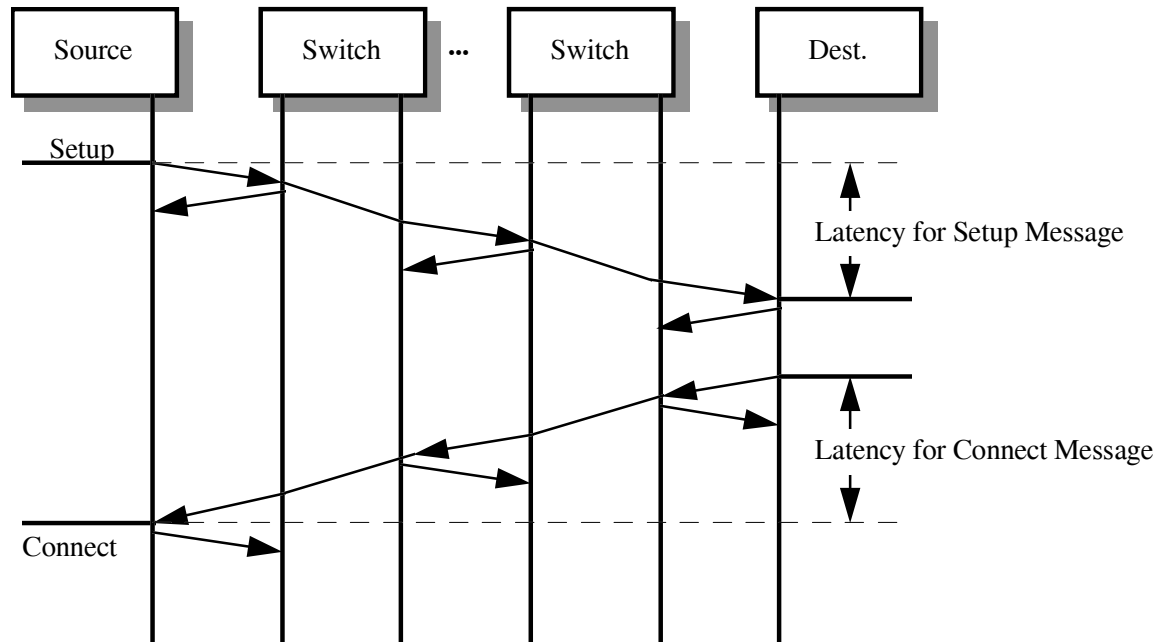 Source
Switch
...
Switch
Dest.
Setup
Latency for Setup Message
Latency for Connect Message
Connect